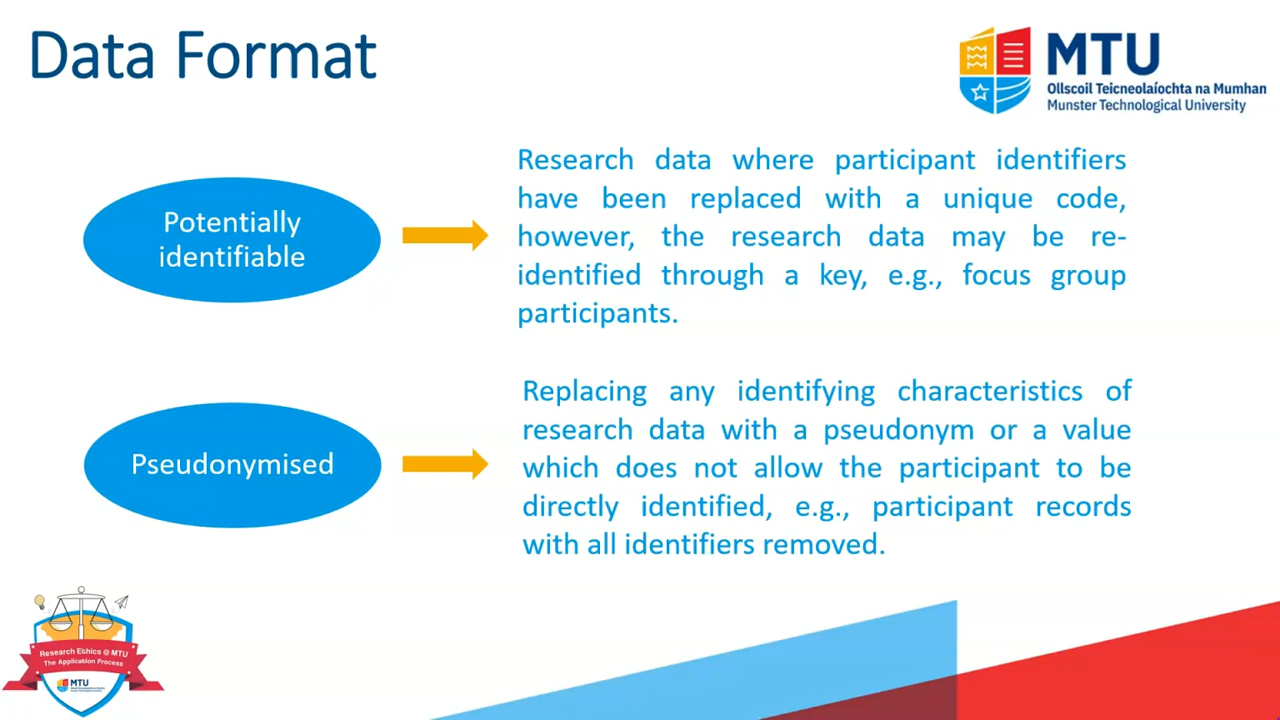 Data Format
MTU
Ollscoil Teicneolaíochta na Mumhan
Munster Technological University
Potentially
identifiable
Research data where participant identifiers
have been replaced with a unique code,
however, the research data may be re-
identified through a key, e.g., focus group
participants.
Pseudonymised
Replacing any identifying characteristics of
research data with a pseudonym or a value
which does not allow the participant to be
directly identified, e.g., participant records
with all identifiers removed.
Research Ethics @ MTU
The Application Process
MTU